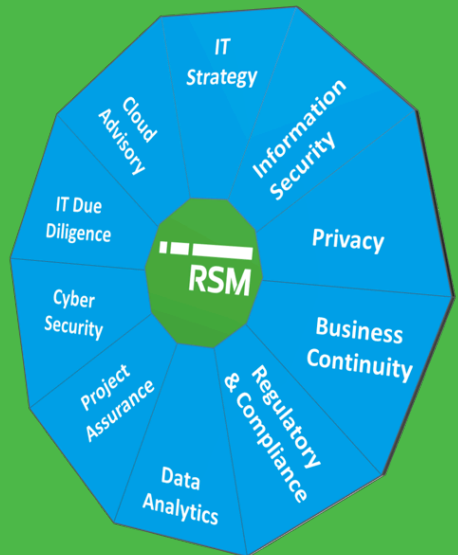 IT
Strategy
Information
Security
Privacy
Business
Continuity
Regulatory
& Compliance
Data
Analytics
Project
Assurance
Cyber
Security
IT Due
Diligence
Cloud
Advisory
RSM